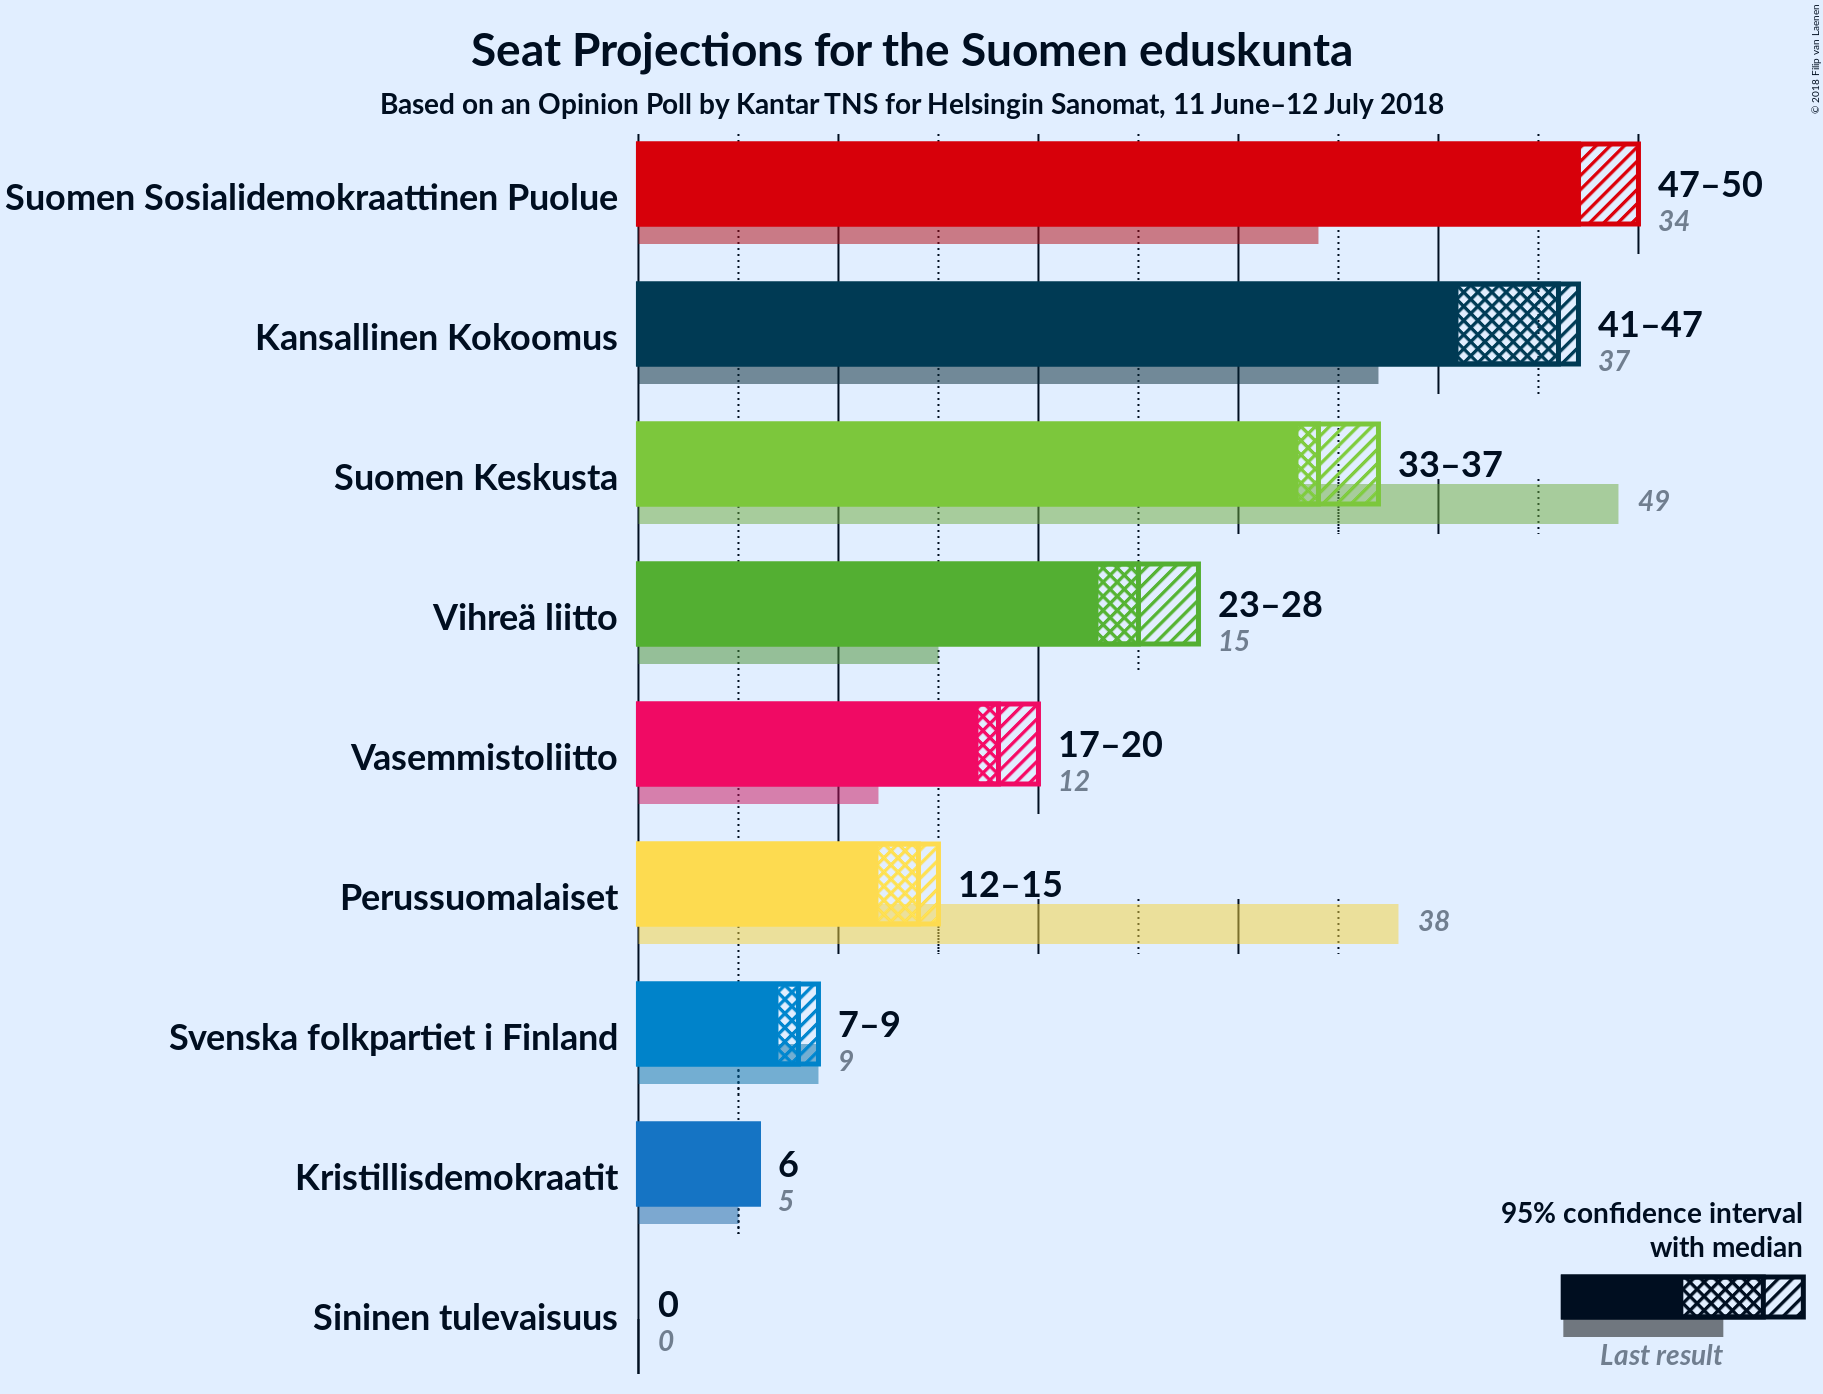 Seat Projections for the Suomen eduskunta
Based on an Opinion Poll by Kantar TNS for Helsingin Sanomat, 11 June–12 July 2018
© 2018 Filip van Laenen
Suomen Sosialidemokraattinen Puolue
47–50
34
Kansallinen Kokoomus
41–47
37
Suomen Keskusta
33–37
49
Vihreä liitto
23–28
15
Vasemmistoliitto
17–20
12
Perussuomalaiset
12–15
38
Svenska folkpartiet i Finland
7–9
9
Kristillisdemokraatit
6
5
Sininen tulevaisuus
0
0
95% confidence interval
with median
Last result